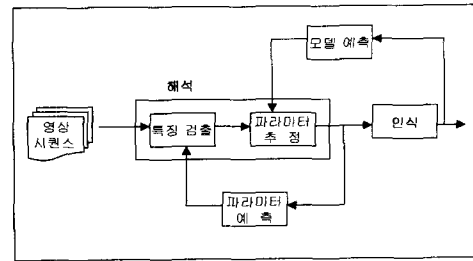 모델 예측
해석
영상
시퀀스
특징 검출
파라미터
추 정
인식
파라미터
예 측